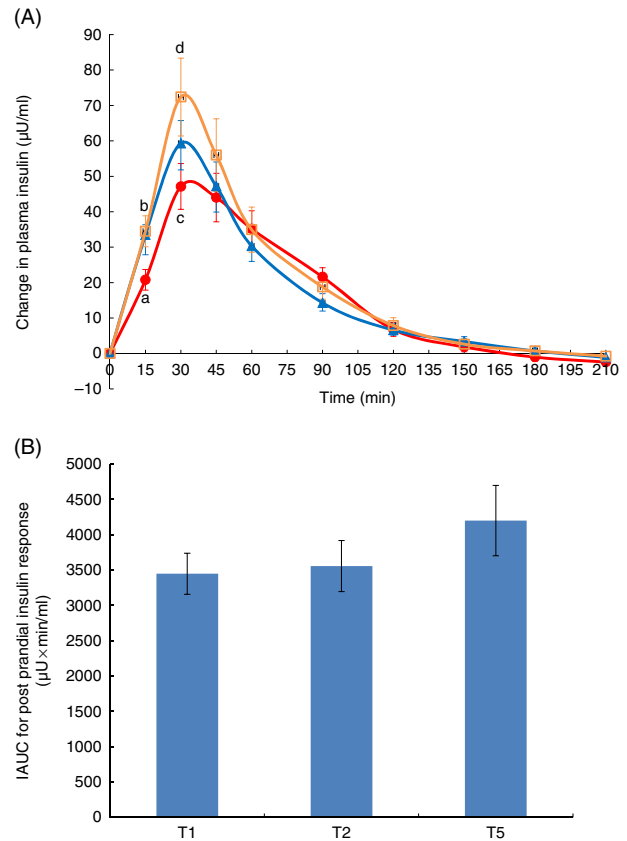 (A)
Change in plasma insulin (µU/ml)
90
80
70
60
50
40
30
20
10
0
–10
d
b
c
a
0 15 30 45 60 75 90 105 120 135 150 165 180 195 210
Time (min)
(B)
IAUC for post prandial insulin response
(µU×min/ml)
5000
4500
4000
3500
3000
2500
2000
1500
1000
500
0
T1 T2 T5